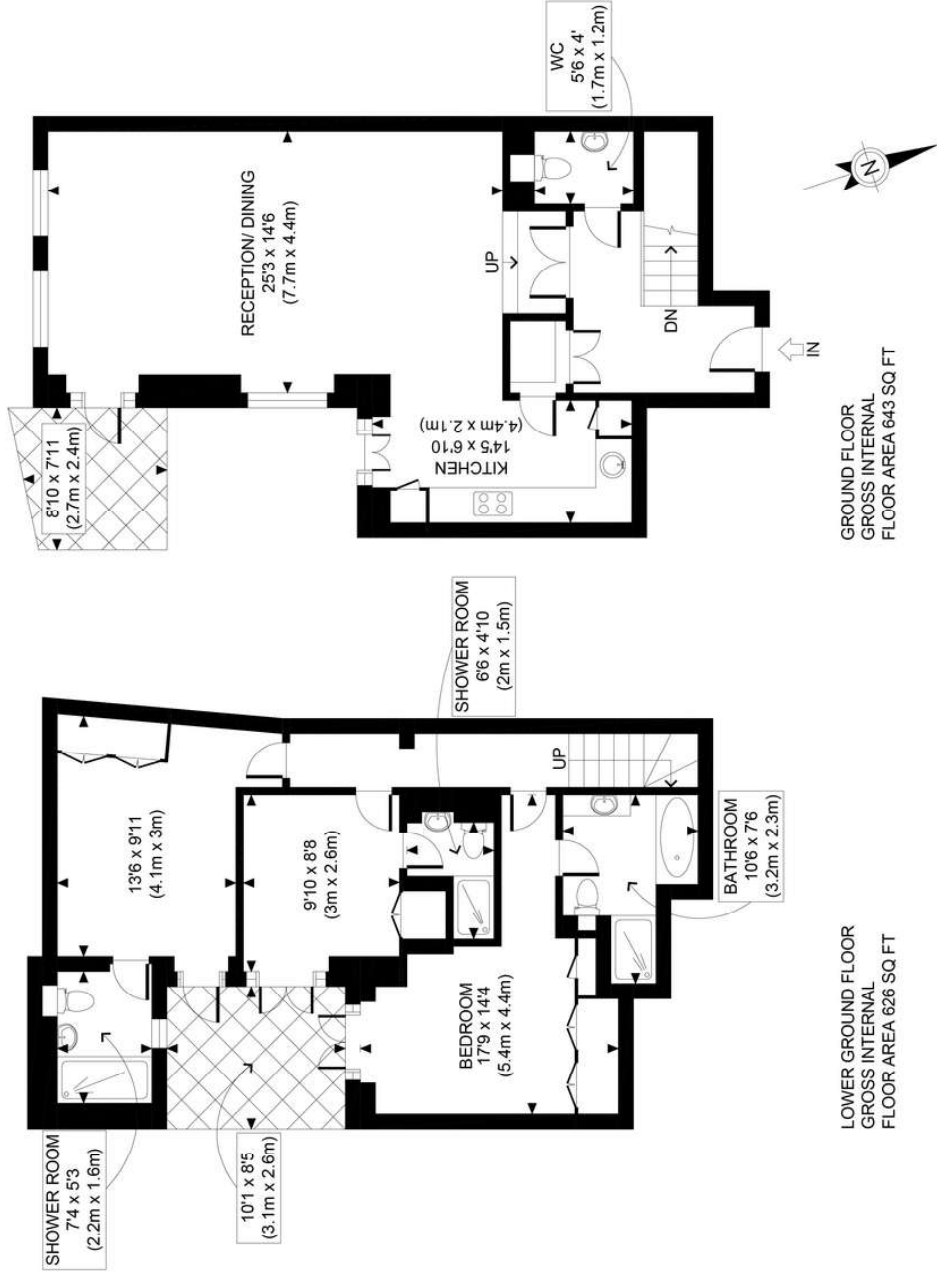 SHOWER ROOM
7'4 x 5'3
(2.2m x 1.6m)
10'1 x 8'5
(3.1m x 2.6m)
13'6 x 9'11
(4.1m x 3m)
9'10 x 8'8
(3m x 2.6m)
SHOWER ROOM
6'6 x 4'10
(2m x 1.5m)
BEDROOM
17'9 x 14'4
(5.4m x 4.4m)
UP
BATHROOM
10'6 x 7'6
(3.2m x 2.3m)
LOWER GROUND FLOOR
GROSS INTERNAL
FLOOR AREA 626 SQ FT
8'10 x 7'11
(2.7m x 2.4m)
RECEPTION/ DINING
25'3 x 14'6
(7.7m x 4.4m)
KITCHEN
14'5 x 6'10
(4.4m x 2.1m)
UP
WC
5'6 x 4'
(1.7m x 1.2m)
DN
IN
N
GROUND FLOOR
GROSS INTERNAL
FLOOR AREA 643 SQ FT